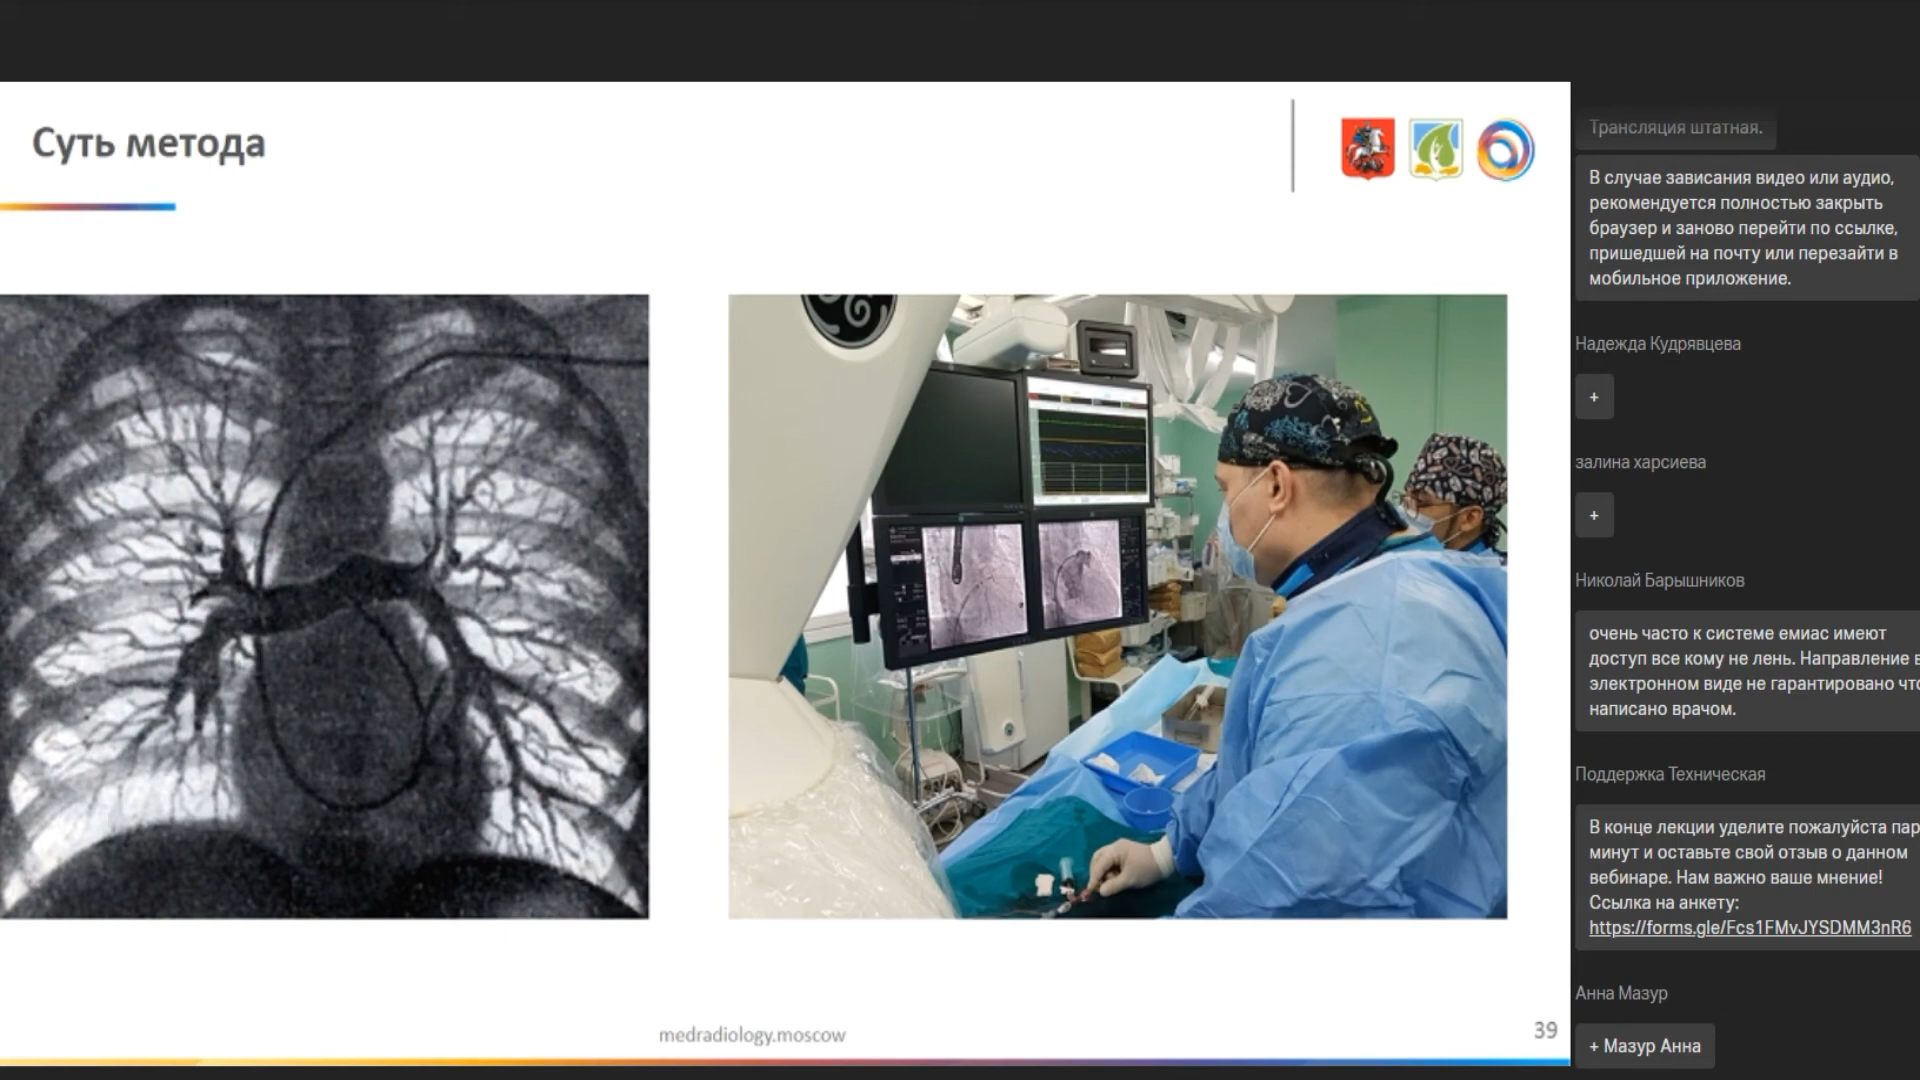 Суть метода
medradiology.moscow
39
Трансляция штатная.
В случае зависания видео или аудио,
рекомендуется полностью закрыть
браузер и заново перейти по ссылке,
пришедшей на почту или перезайти в
мобильное приложение.
Надежда Кудрявцева
+
залина харсиева
+
Николай Барышников
очень часто к системе емиас имеют
доступ все кому не лень. Направление в
электронном виде не гарантировано что
написано врачом.
Поддержка Техническая
В конце лекции уделите пожалуйста пар
минут и оставьте свой отзыв о данном
вебинаре. Нам важно ваше мнение!
Ссылка на анкету:
https://forms.gle/Fcs1FMvJYSDMM3nR6
Анна Мазур
+ Мазур Анна